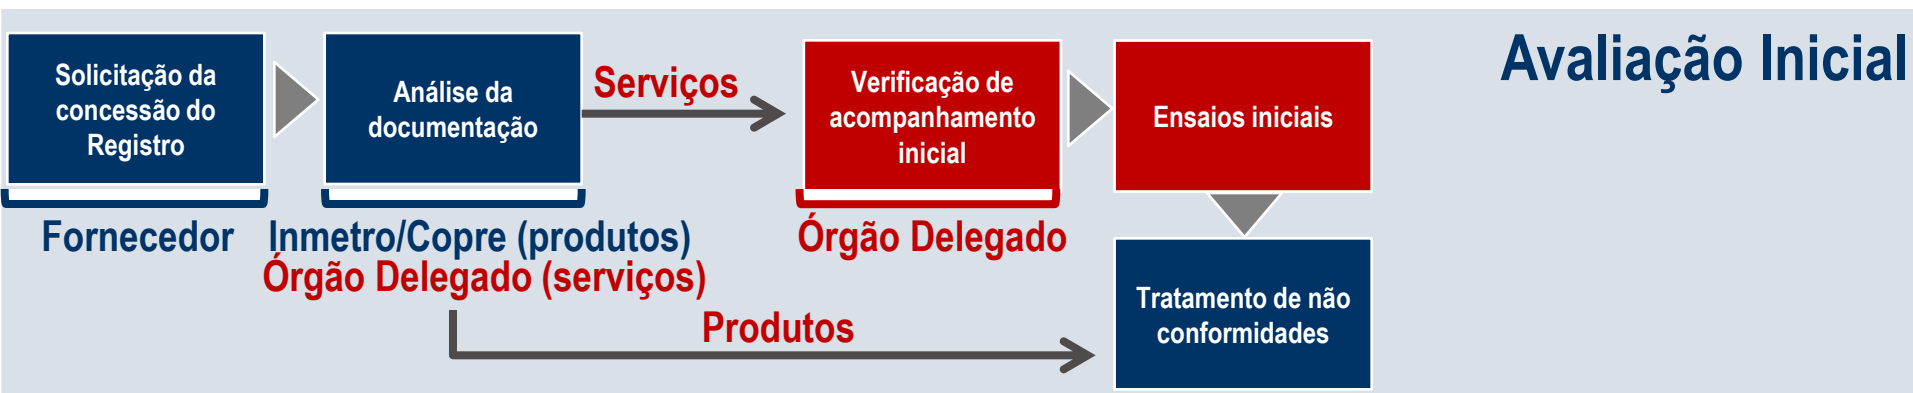 Avaliação Inicial
Solicitação da
concessão do
Registro
Análise da
documentação
Serviços
Verificação de
acompanhamento
inicial
Ensaios iniciais
Fornecedor
Inmetro/Copre (produtos)
Órgão Delegado (serviços)
Órgão Delegado
Produtos
Tratamento de não
conformidades